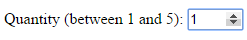 Quantity (between 1 and 5): 1